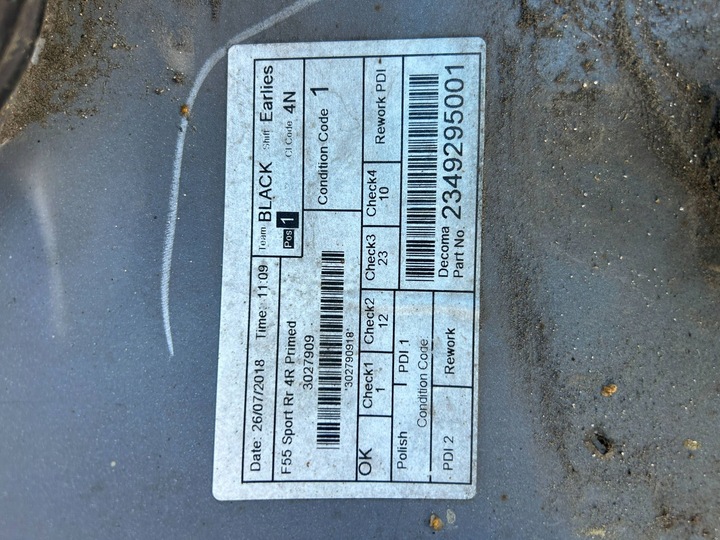 Date: 26/07/2018 Time: 11:09 Team: BLACK Shift: Earlies
Pos 1 CI Code 4N
F55 Sport Rr 4R Primed
3027909
*302790918*
Condition Code 1
OK Check1 1 Check2 12 Check3 23 Check4 10 Rework PDI
Polish PDI 1
Condition Code
PDI 2 Rework
Decoma
Part No. 2349295001